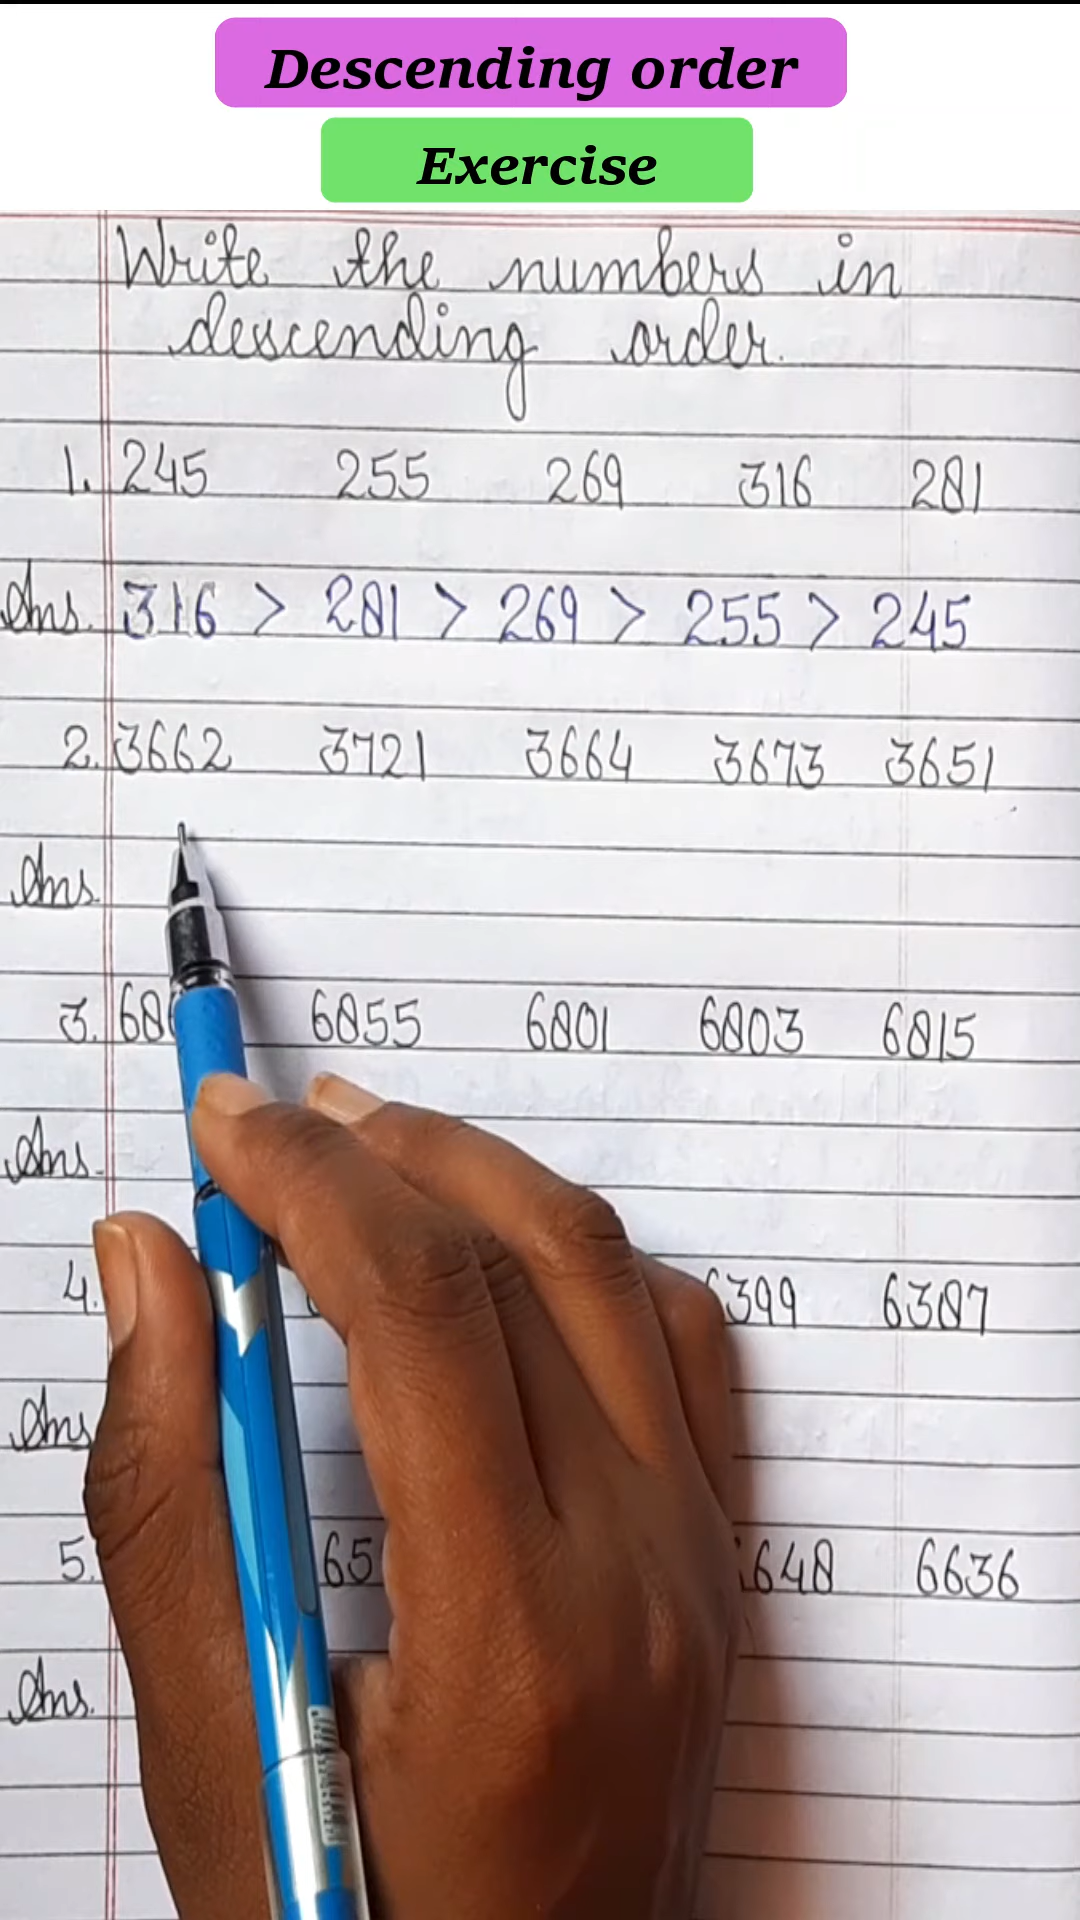 Descending order
Exercise
Write the numbers in
descending order.
1. 245 255 269 316 281
Ans. 316 > 281 > 269 > 255 > 245
2. 3662 3721 3664 3673 3651
Ans.
3. 6855 6801 6803 6815
Ans.
4. 6387
Ans
5. 6636
Ans.